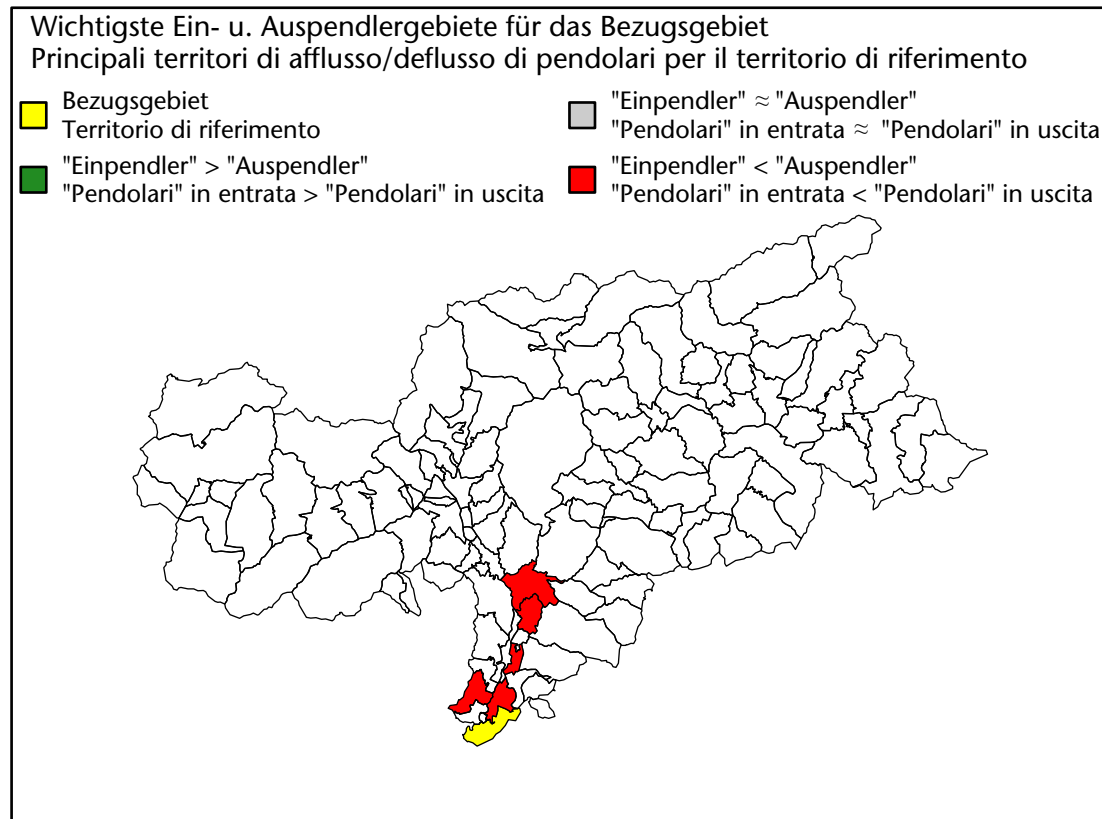 Wichtigste Ein- u. Auspendlergebiete für das Bezugsgebiet
Principali territori di afflusso/deflusso di pendolari per il territorio di riferimento
Bezugsgebiet
Territorio di riferimento
"Einpendler" > "Auspendler"
"Pendolari" in entrata > "Pendolari" in uscita
"Einpendler" ≈ "Auspendler"
"Pendolari" in entrata ≈ "Pendolari" in uscita
"Einpendler" < "Auspendler"
"Pendolari" in entrata < "Pendolari" in uscita